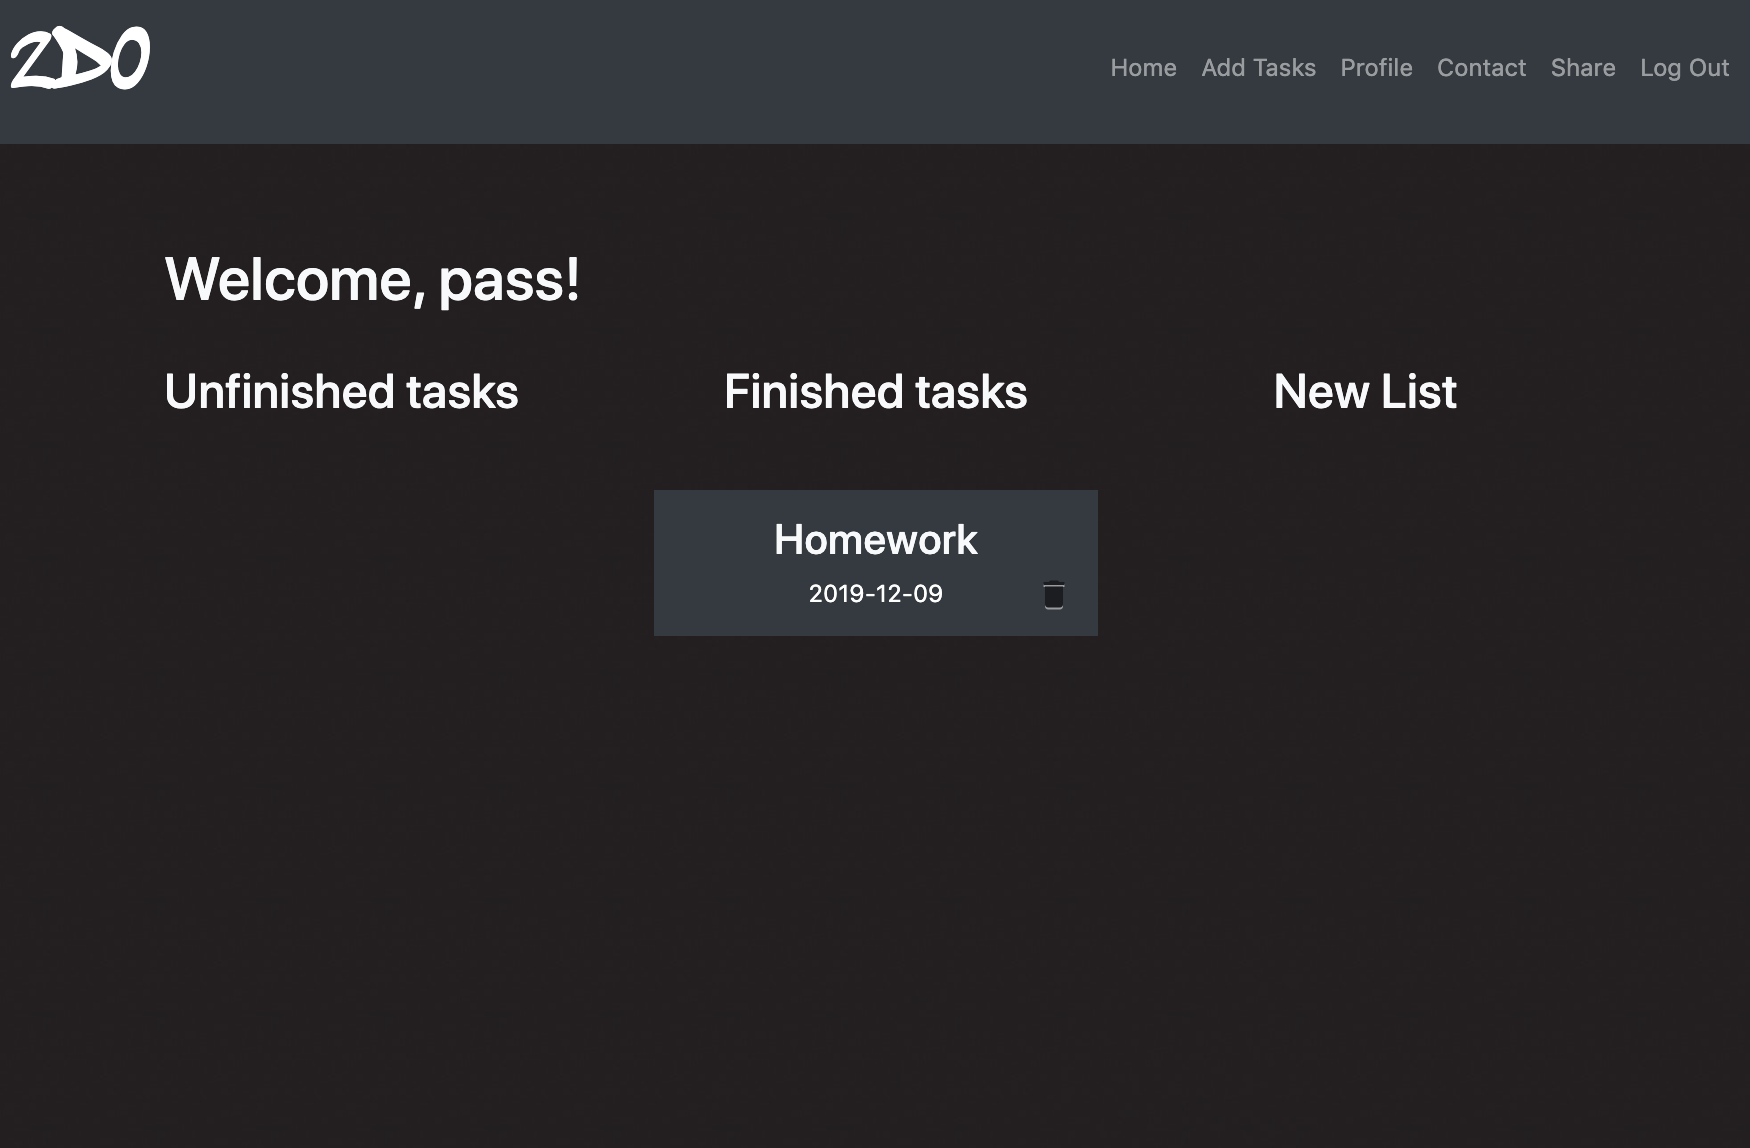 2DO
Home Add Tasks Profile Contact Share Log Out
Welcome, pass!
Unfinished tasks Finished tasks New List
Homework
2019-12-09